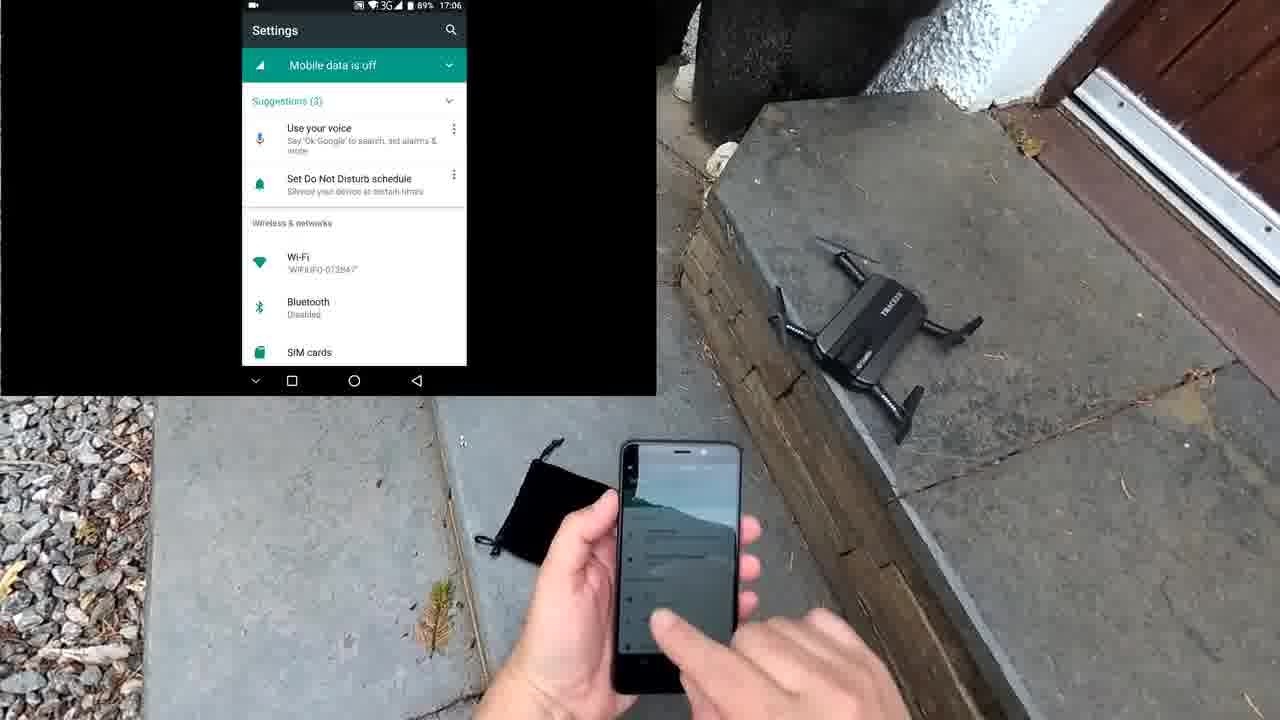 3G 89% 17:06
Settings
Mobile data is off
Suggestions (3)
Use your voice
Say 'Ok Google' to search, set alarms &
more
Set Do Not Disturb schedule
Silence your device at certain times
Wireless & networks
Wi-Fi
Bluetooth
Disabled
SIM cards
TRACKER